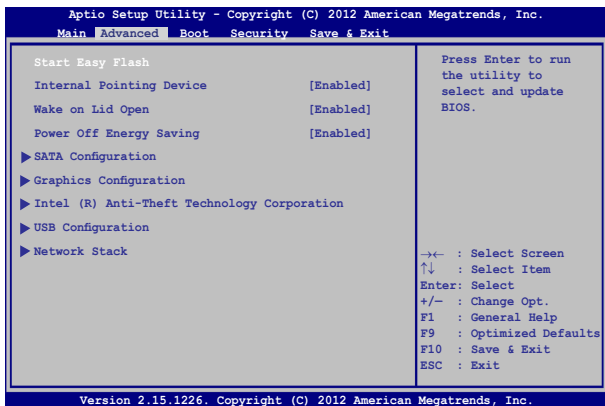 Aptio Setup Utility - Copyright (C) 2012 American Megatrends, Inc.
Main Advanced Boot Security Save & Exit
Start Easy Flash
Internal Pointing Device [Enabled]
Wake on Lid Open [Enabled]
Power Off Energy Saving [Enabled]
▶ SATA Configuration
▶ Graphics Configuration
▶ Intel (R) Anti-Theft Technology Corporation
▶ USB Configuration
▶ Network Stack
Press Enter to run
the utility to
select and update
BIOS.
→← : Select Screen
↑↓ : Select Item
Enter: Select
+/— : Change Opt.
F1 : General Help
F9 : Optimized Defaults
F10 : Save & Exit
ESC : Exit
Version 2.15.1226. Copyright (C) 2012 American Megatrends, Inc.